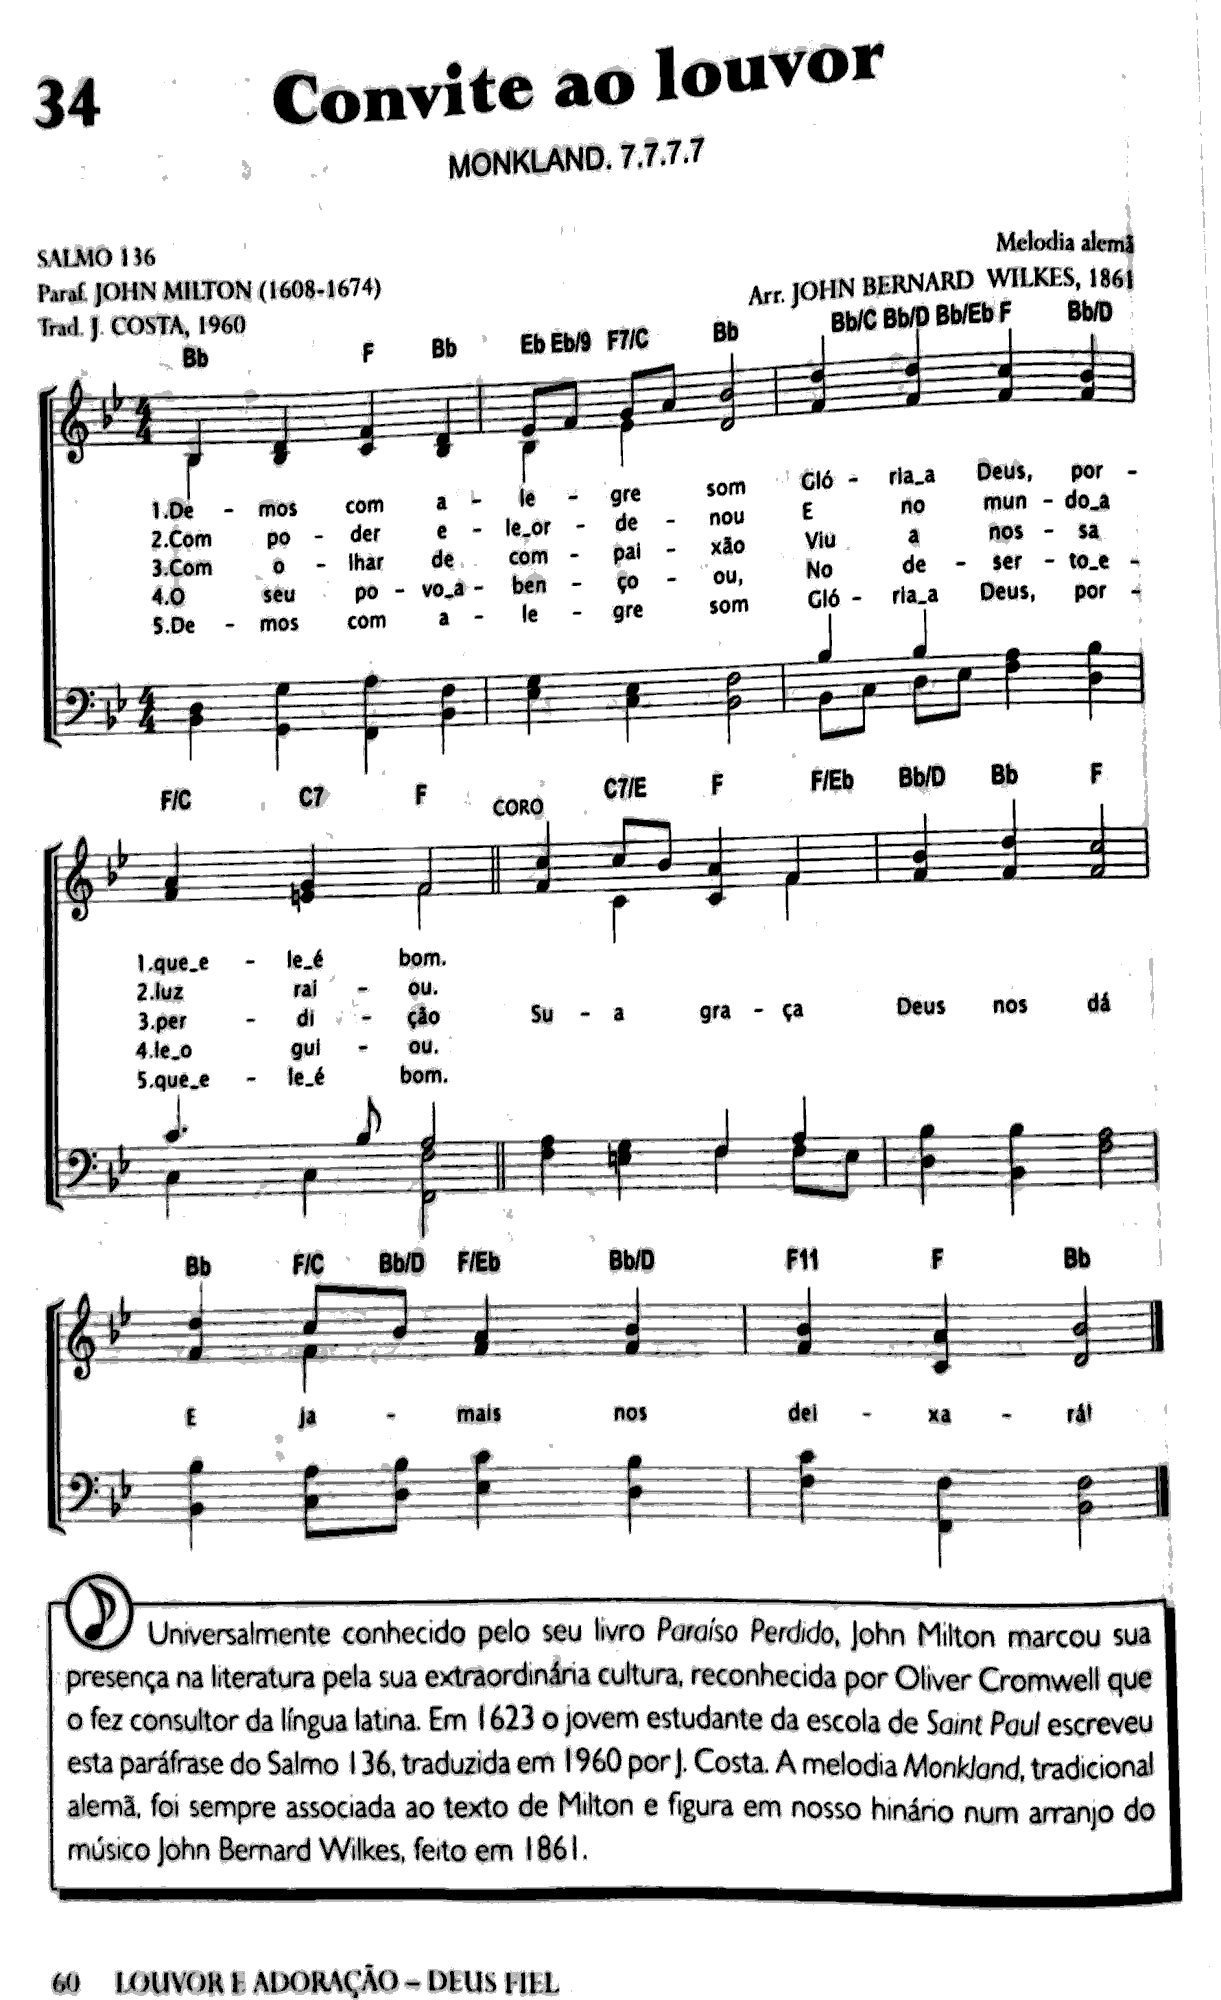 34 Convite ao louvor
MONKLAND. 7.7.7.7
SALMO 136
Paraf. JOHN MILTON (1608-1674)
Trad. J. COSTA, 1960
Melodia alemã
Arr. JOHN BERNARD WILKES, 1861
Bb F Bb Eb Eb/9 F7/C Bb Bb/C Bb/D Bb/Eb F Bb/D
1.De - mos com a - le - gre som Gló - ria_a Deus, por -
2.Com po - der e - le_or - de - nou E no mun - do_a
3.Com o - lhar de com - pai - xão Viu a nos - sa
4.O seu po - vo_a - ben - ço - ou, No de - ser - to_e -
5.De - mos com a - le - gre som Gló - ria_a Deus, por -
F/C C7 F CORO C7/E F F/Eb Bb/D Bb F
1.que_e - le_é bom.
2.luz rai - ou.
3.per - di - ção Su - a gra - ça Deus nos dá
4.le_o gui - ou.
5.que_e - le_é bom.
Bb F/C Bb/D F/Eb Bb/D F11 F Bb
E ja - mais nos dei - xa - rá!
Universalmente conhecido pelo seu livro Paraíso Perdido, John Milton marcou sua
presença na literatura pela sua extraordinária cultura, reconhecida por Oliver Cromwell que
o fez consultor da língua latina. Em 1623 o jovem estudante da escola de Saint Paul escreveu
esta paráfrase do Salmo 136, traduzida em 1960 por J. Costa. A melodia Monkland, tradicional
alemã, foi sempre associada ao texto de Milton e figura em nosso hinário num arranjo do
músico John Bernard Wilkes, feito em 1861.
60 LOUVOR E ADORAÇÃO – DEUS FIEL